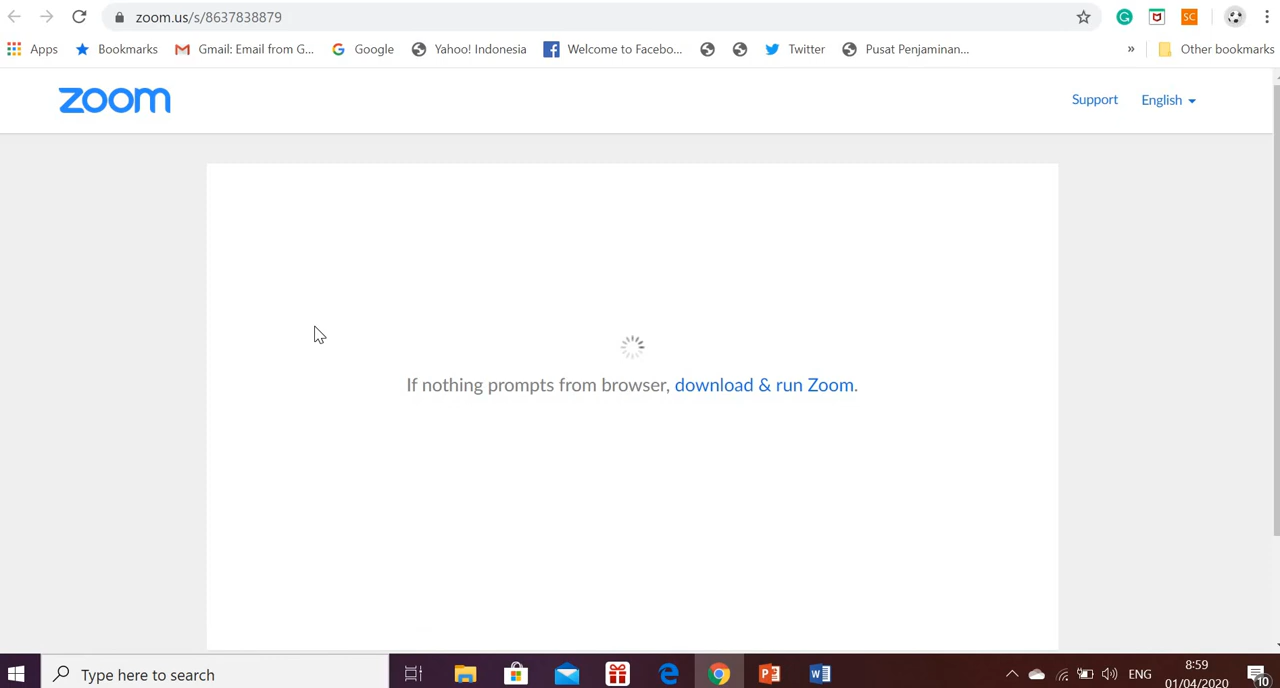 zoom.us/s/8637838879
SC
Apps Bookmarks Gmail: Email from G... Google Yahoo! Indonesia Welcome to Facebo... Twitter Pusat Penjaminan... » Other bookmarks
zoom
Support English
If nothing prompts from browser, download & run Zoom.
Type here to search
ENG
8:59
01/04/2020
10